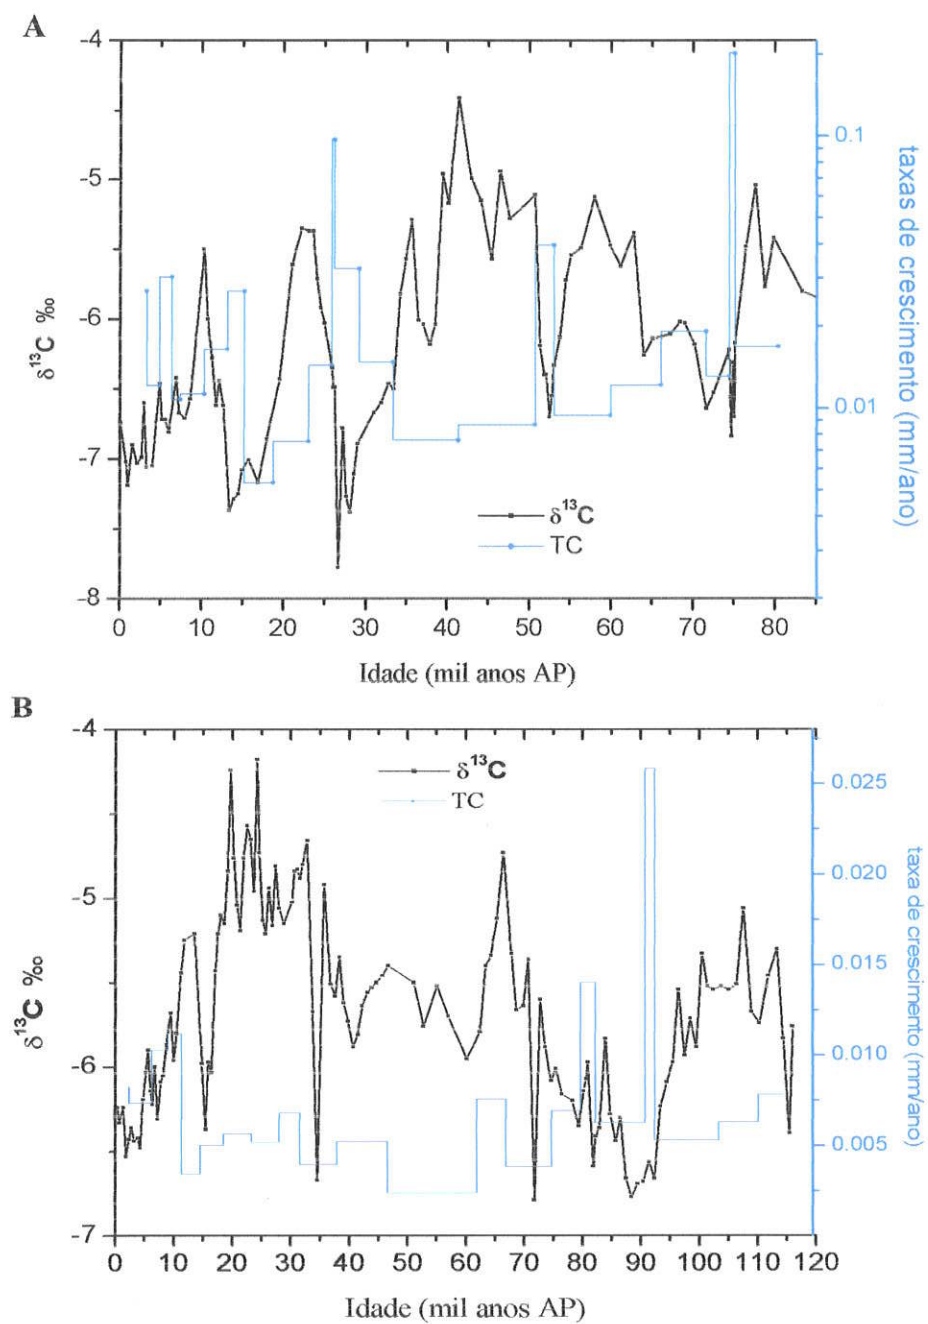 A
-4
-5
-6
-7
-8
δ¹³C ‰
0.1
0.01
taxas de crescimento (mm/ano)
δ¹³C
TC
0 10 20 30 40 50 60 70 80
Idade (mil anos AP)
B
-4
-5
-6
-7
δ¹³C ‰
δ¹³C
TC
0.025
0.020
0.015
0.010
0.005
taxa de crescimento (mm/ano)
0 10 20 30 40 50 60 70 80 90 100 110 120
Idade (mil anos AP)